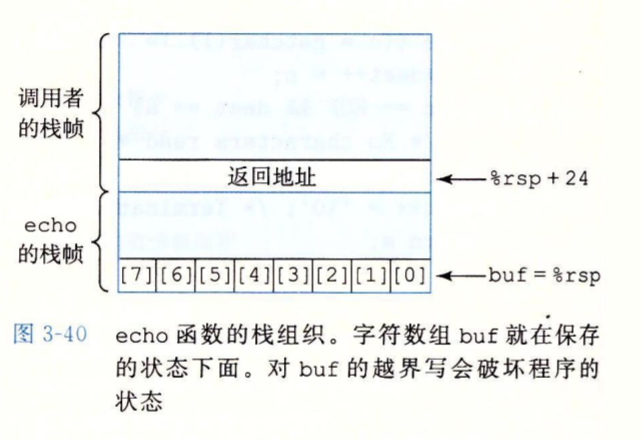 调用者
的栈帧
返回地址
%rsp+24
echo
的栈帧
[7][6][5][4][3][2][1][0]
buf=%rsp
图 3-40 echo 函数的栈组织。字符数组 buf 就在保存
的状态下面。对 buf 的越界写会破坏程序的
状态